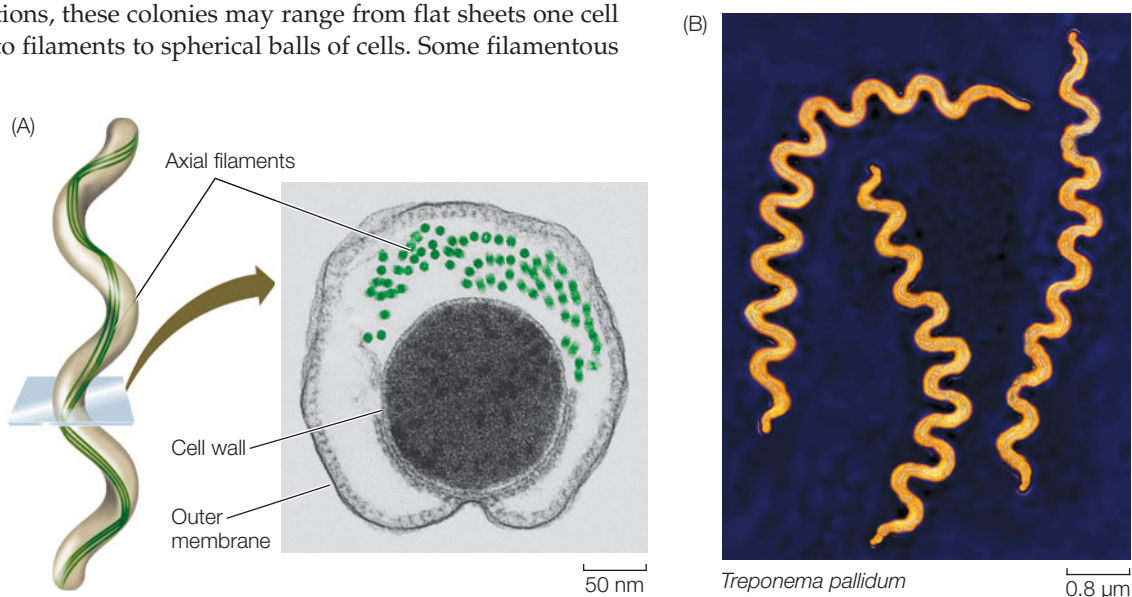 tions, these colonies may range from flat sheets one cell
to filaments to spherical balls of cells. Some filamentous
(A)
Axial filaments
Cell wall
Outer
membrane
50 nm
(B)
Treponema pallidum
0.8 µm